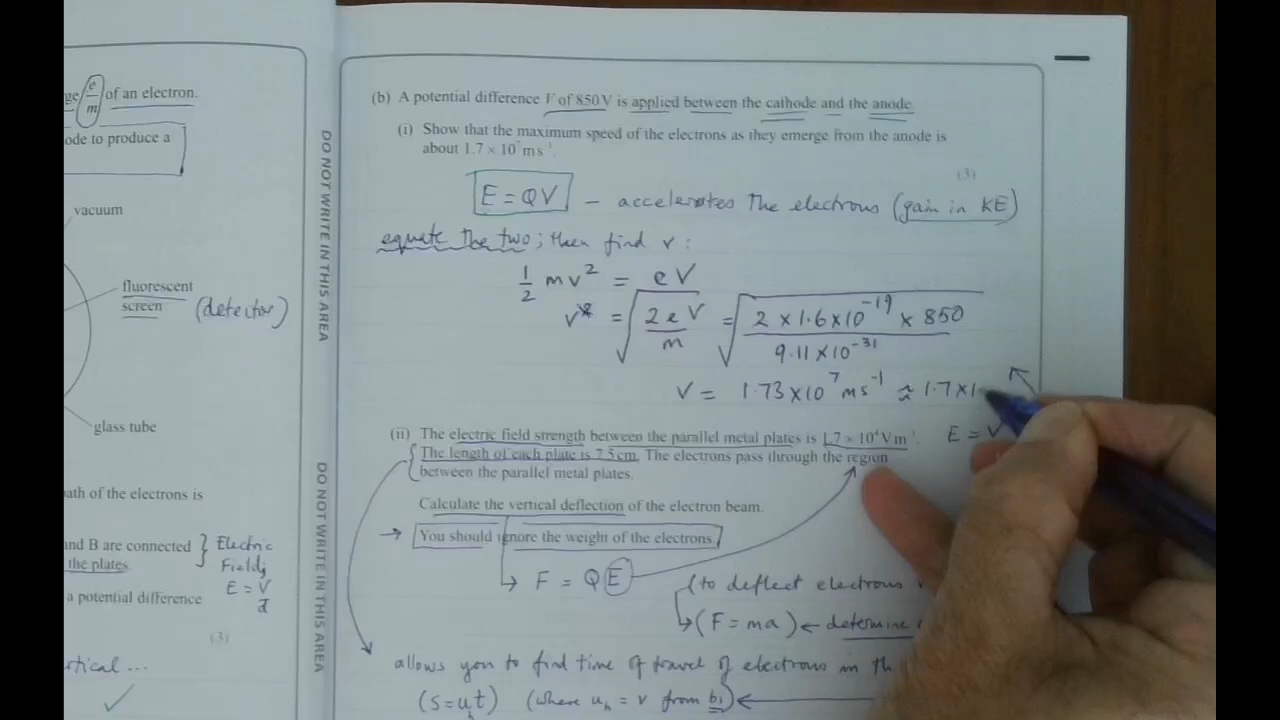 ge e/m of an electron.
ode to produce a
vacuum
fluorescent
screen (detector)
glass tube
ath of the electrons is
and B are connected } Electric
the plates. Field,
a potential difference E = V/d
(3)
rtical ...
DO NOT WRITE IN THIS AREA
DO NOT WRITE IN THIS AREA
(b) A potential difference V of 850 V is applied between the cathode and the anode.
(i) Show that the maximum speed of the electrons as they emerge from the anode is
about 1.7 × 10⁷ m s⁻¹.
(3)
E = QV – accelerates the electrons (gain in KE)
equate the two; then find v:
1/2 mv² = eV
v = √(2eV/m) = √(2 × 1.6×10⁻¹⁹ × 850 / 9.11×10⁻³¹)
v = 1.73×10⁷ ms⁻¹ ≈ 1.7×1
(ii) The electric field strength between the parallel metal plates is 1.7 × 10⁴ V m⁻¹. E = V
The length of each plate is 7.5 cm. The electrons pass through the region
between the parallel metal plates.
Calculate the vertical deflection of the electron beam.
→ You should ignore the weight of the electrons.
F = QE (to deflect electrons
(F = ma) ← determine
allows you to find time of travel of electrons in th
(s = uₕt) (where uₕ = v from bi)